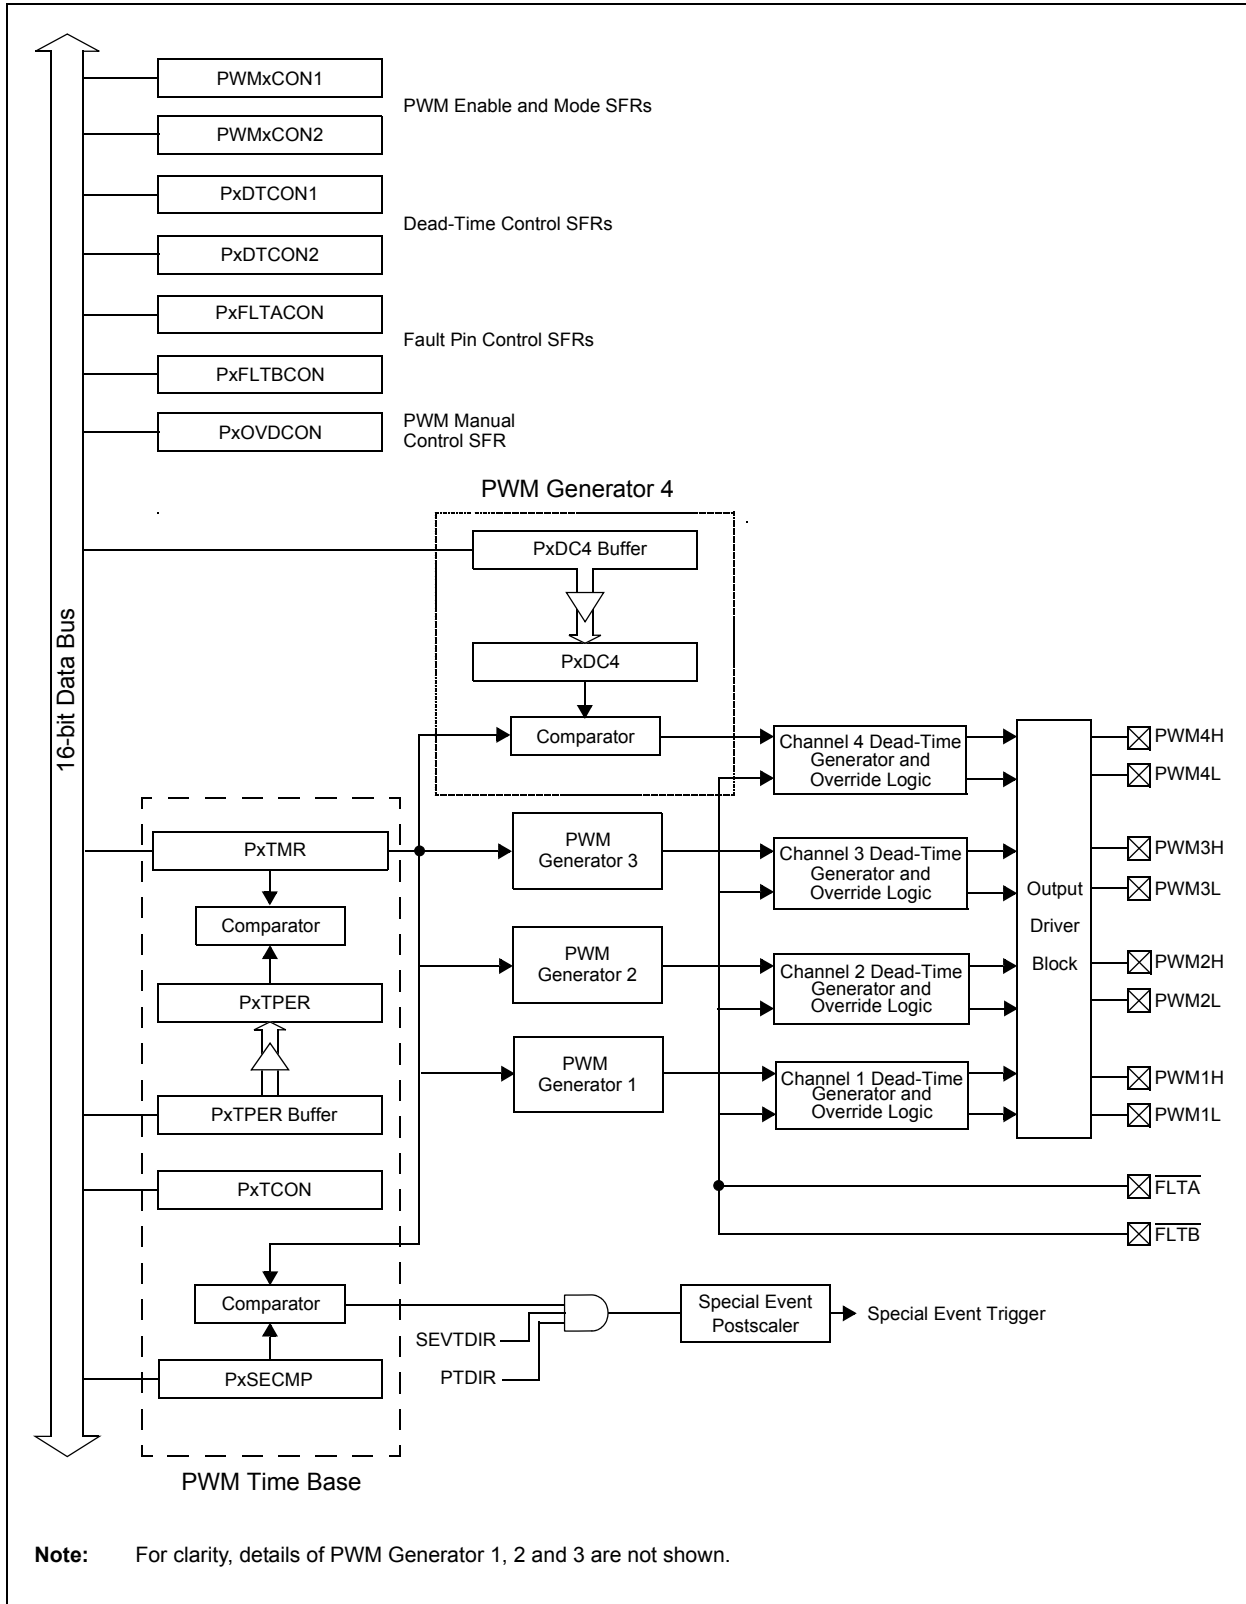 PWMxCON1
PWM Enable and Mode SFRs
PWMxCON2
PxDTCON1
Dead-Time Control SFRs
PxDTCON2
PxFLTACON
Fault Pin Control SFRs
PxFLTBCON
PxOVDCON
PWM Manual
Control SFR
16-bit Data Bus
PWM Generator 4
PxDC4 Buffer
PxDC4
Comparator
Channel 4 Dead-Time
Generator and
Override Logic
PWM4H
PWM4L
PxTMR
Comparator
PxTPER
PxTPER Buffer
PxTCON
Comparator
PxSECMP
PWM Time Base
PWM
Generator 3
Channel 3 Dead-Time
Generator and
Override Logic
PWM3H
PWM3L
Output
Driver
Block
PWM
Generator 2
Channel 2 Dead-Time
Generator and
Override Logic
PWM2H
PWM2L
PWM
Generator 1
Channel 1 Dead-Time
Generator and
Override Logic
PWM1H
PWM1L
FLTA
FLTB
SEVTDIR
PTDIR
Special Event
Postscaler
Special Event Trigger
Note: For clarity, details of PWM Generator 1, 2 and 3 are not shown.